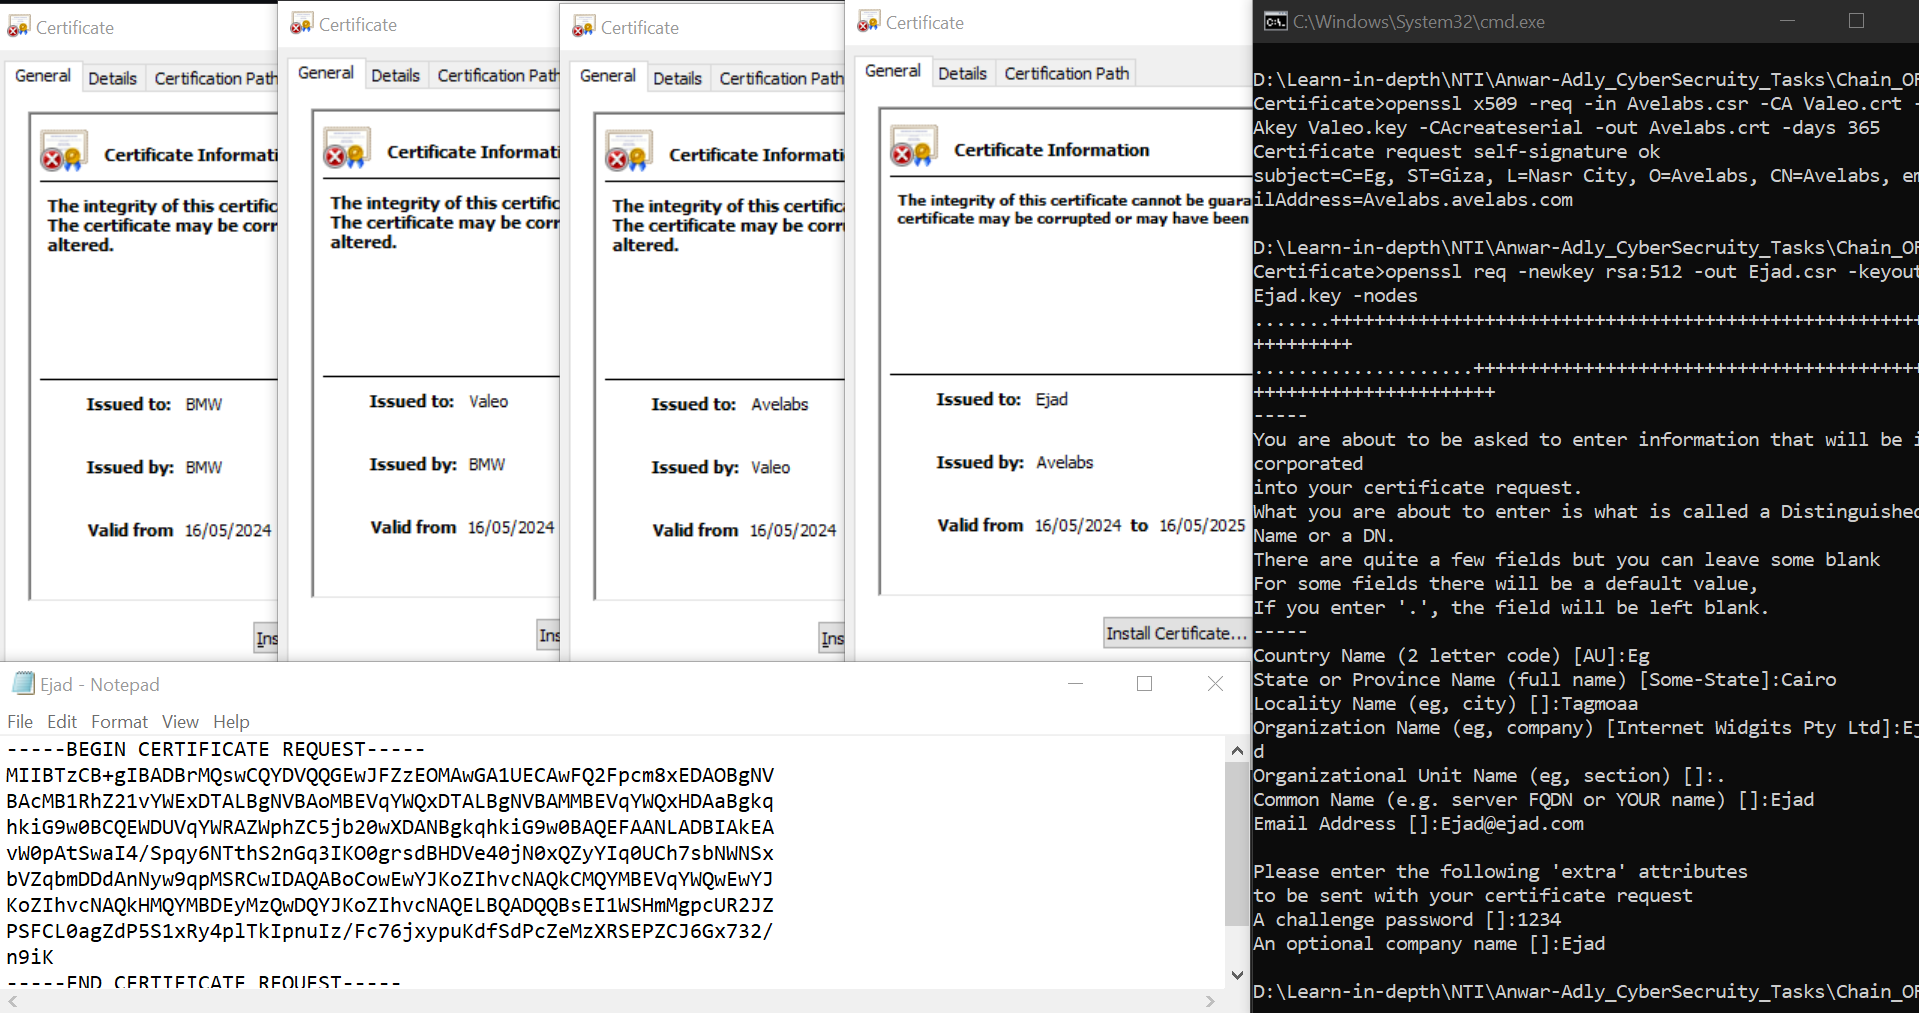 Certificate
General
Details
Certification Path
Certificate Informati
The integrity of this certific
The certificate may be corr
altered.
Issued to: BMW
Issued by: BMW
Valid from 16/05/2024
Ins
Certificate
General
Details
Certification Path
Certificate Informat
The integrity of this certific
The certificate may be corr
altered.
Issued to: Valeo
Issued by: BMW
Valid from 16/05/2024
Ins
Certificate
General
Details
Certification Path
Certificate Informati
The integrity of this certifica
The certificate may be corr
altered.
Issued to: Avelabs
Issued by: Valeo
Valid from 16/05/2024
Ins
Certificate
General
Details
Certification Path
Certificate Information
The integrity of this certificate cannot be guara
certificate may be corrupted or may have been
Issued to: Ejad
Issued by: Avelabs
Valid from 16/05/2024 to 16/05/2025
Install Certificate...
Ejad - Notepad
File Edit Format View Help
-----BEGIN CERTIFICATE REQUEST-----
MIIBTzCB+gIBADBrMQswCQYDVQQGEwJFZzEOMAwGA1UECAwFQ2Fpcm8xEDAOBgNV
BAcMB1RhZ21vYWExDTALBgNVBAoMBEVqYWQxDTALBgNVBAMMBEVqYWQxHDAaBgkq
hkiG9w0BCQEWDUVqYWRAZWphZC5jb20wXDANBgkqhkiG9w0BAQEFAANLADBIAkEA
vW0pAtSwaI4/Spqy6NTthS2nGq3IKO0grsdBHDVe40jN0xQZyYIq0UCh7sbNWNSx
bVZqbmDDdAnNyw9qpMSRCwIDAQABoCowEwYJKoZIhvcNAQkCMQYMBEVqYWQwEwYJ
KoZIhvcNAQkHMQYMBDEyMzQwDQYJKoZIhvcNAQELBQADQQBsEI1WSHmMgpcUR2JZ
PSFCL0agZdP5S1xRy4plTkIpnuIz/Fc76jxypuKdfSdPcZeMzXRSEPZCJ6Gx732/
n9iK
-----END CERTIFICATE REQUEST-----
C:\Windows\System32\cmd.exe
D:\Learn-in-depth\NTI\Anwar-Adly_CyberSecruity_Tasks\Chain_OF
Certificate>openssl x509 -req -in Avelabs.csr -CA Valeo.crt -
Akey Valeo.key -CAcreateserial -out Avelabs.crt -days 365
Certificate request self-signature ok
subject=C=Eg, ST=Giza, L=Nasr City, O=Avelabs, CN=Avelabs, em
ilAddress=Avelabs.avelabs.com
D:\Learn-in-depth\NTI\Anwar-Adly_CyberSecruity_Tasks\Chain_OF
Certificate>openssl req -newkey rsa:512 -out Ejad.csr -keyout
Ejad.key -nodes
.......++++++++++++++++++++++++++++++++++++++++++++++++++++++
+++++++++
....................+++++++++++++++++++++++++++++++++++++++++
++++++++++++++++++++++
-----
You are about to be asked to enter information that will be i
corporated
into your certificate request.
What you are about to enter is what is called a Distinguished
Name or a DN.
There are quite a few fields but you can leave some blank
For some fields there will be a default value,
If you enter '.', the field will be left blank.
-----
Country Name (2 letter code) [AU]:Eg
State or Province Name (full name) [Some-State]:Cairo
Locality Name (eg, city) []:Tagmoaa
Organization Name (eg, company) [Internet Widgits Pty Ltd]:Ej
d
Organizational Unit Name (eg, section) []:.
Common Name (e.g. server FQDN or YOUR name) []:Ejad
Email Address []:Ejad@ejad.com
Please enter the following 'extra' attributes
to be sent with your certificate request
A challenge password []:1234
An optional company name []:Ejad
D:\Learn-in-depth\NTI\Anwar-Adly_CyberSecruity_Tasks\Chain_OF